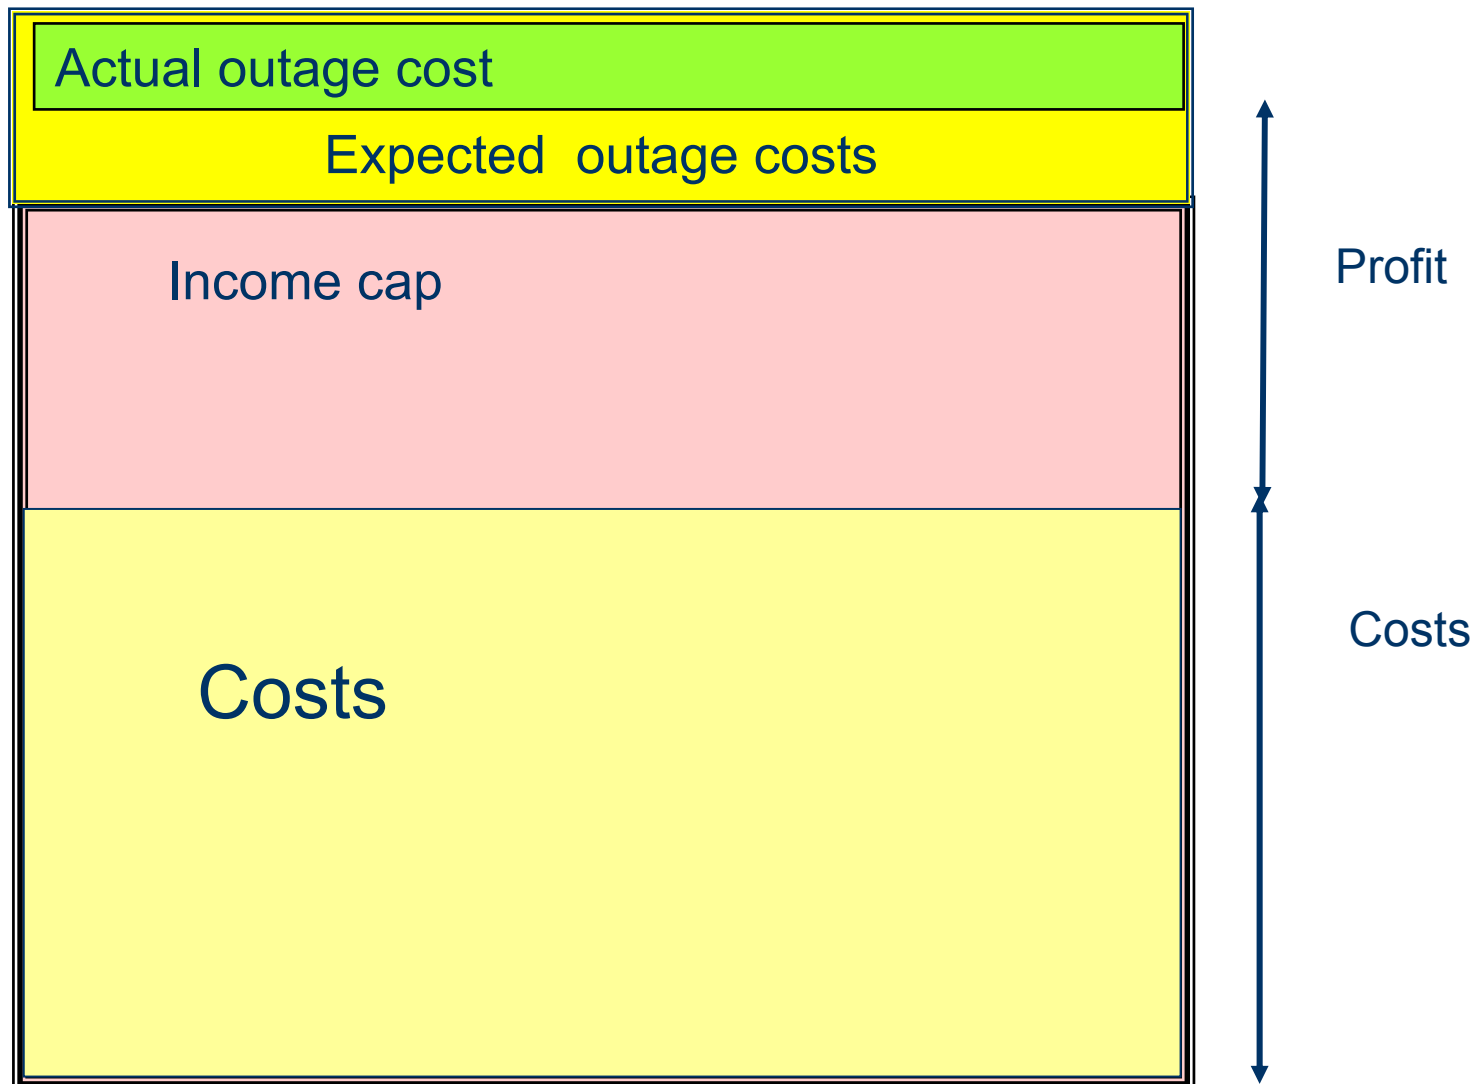 Actual outage cost
Expected outage costs
Income cap
Profit
Costs
Costs